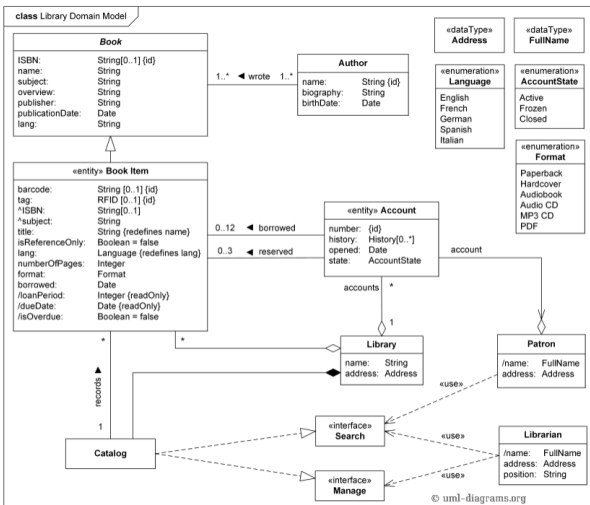 class Library Domain Model
Book
ISBN: String[0..1] {id}
name: String
subject: String
overview: String
publisher: String
publicationDate: Date
lang: String
1..* ◄ wrote 1..*
Author
name: String {id}
biography: String
birthDate: Date
«dataType»
Address
«dataType»
FullName
«enumeration»
Language
English
French
German
Spanish
Italian
«enumeration»
AccountState
Active
Frozen
Closed
«enumeration»
Format
Paperback
Hardcover
Audiobook
Audio CD
MP3 CD
PDF
«entity» Book Item
barcode: String [0..1] {id}
tag: RFID [0..1] {id}
^ISBN: String[0..1]
^subject: String
title: String {redefines name}
isReferenceOnly: Boolean = false
lang: Language {redefines lang}
numberOfPages: Integer
format: Format
borrowed: Date
/loanPeriod: Integer {readOnly}
/dueDate: Date {readOnly}
/isOverdue: Boolean = false
0..12 ◄ borrowed
0..3 ◄ reserved
«entity» Account
number: {id}
history: History[0..*]
opened: Date
state: AccountState
account
accounts *
1
Library
name: String
address: Address
Patron
/name: FullName
address: Address
* *
records ►
1
Catalog
«use»
«interface»
Search
«use»
«interface»
Manage
«use»
Librarian
/name: FullName
address: Address
position: String
© uml-diagrams.org